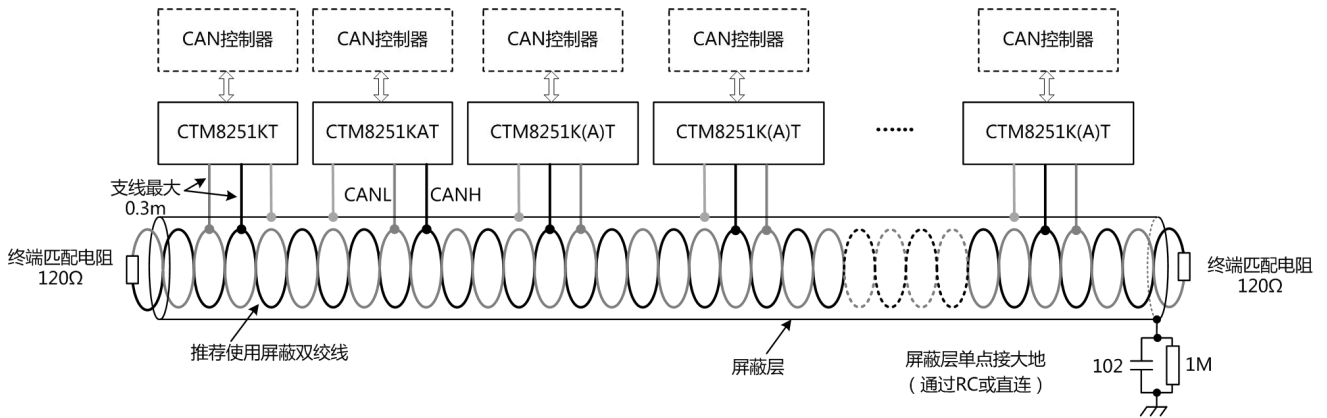 CAN控制器
CAN控制器
CAN控制器
CAN控制器
CAN控制器
CTM8251KT
CTM8251KAT
CTM8251K(A)T
CTM8251K(A)T
……
CTM8251K(A)T
支线最大
0.3m
CANL
CANH
终端匹配电阻
120Ω
终端匹配电阻
120Ω
推荐使用屏蔽双绞线
屏蔽层
屏蔽层单点接大地
（通过RC或直连）
102
1M